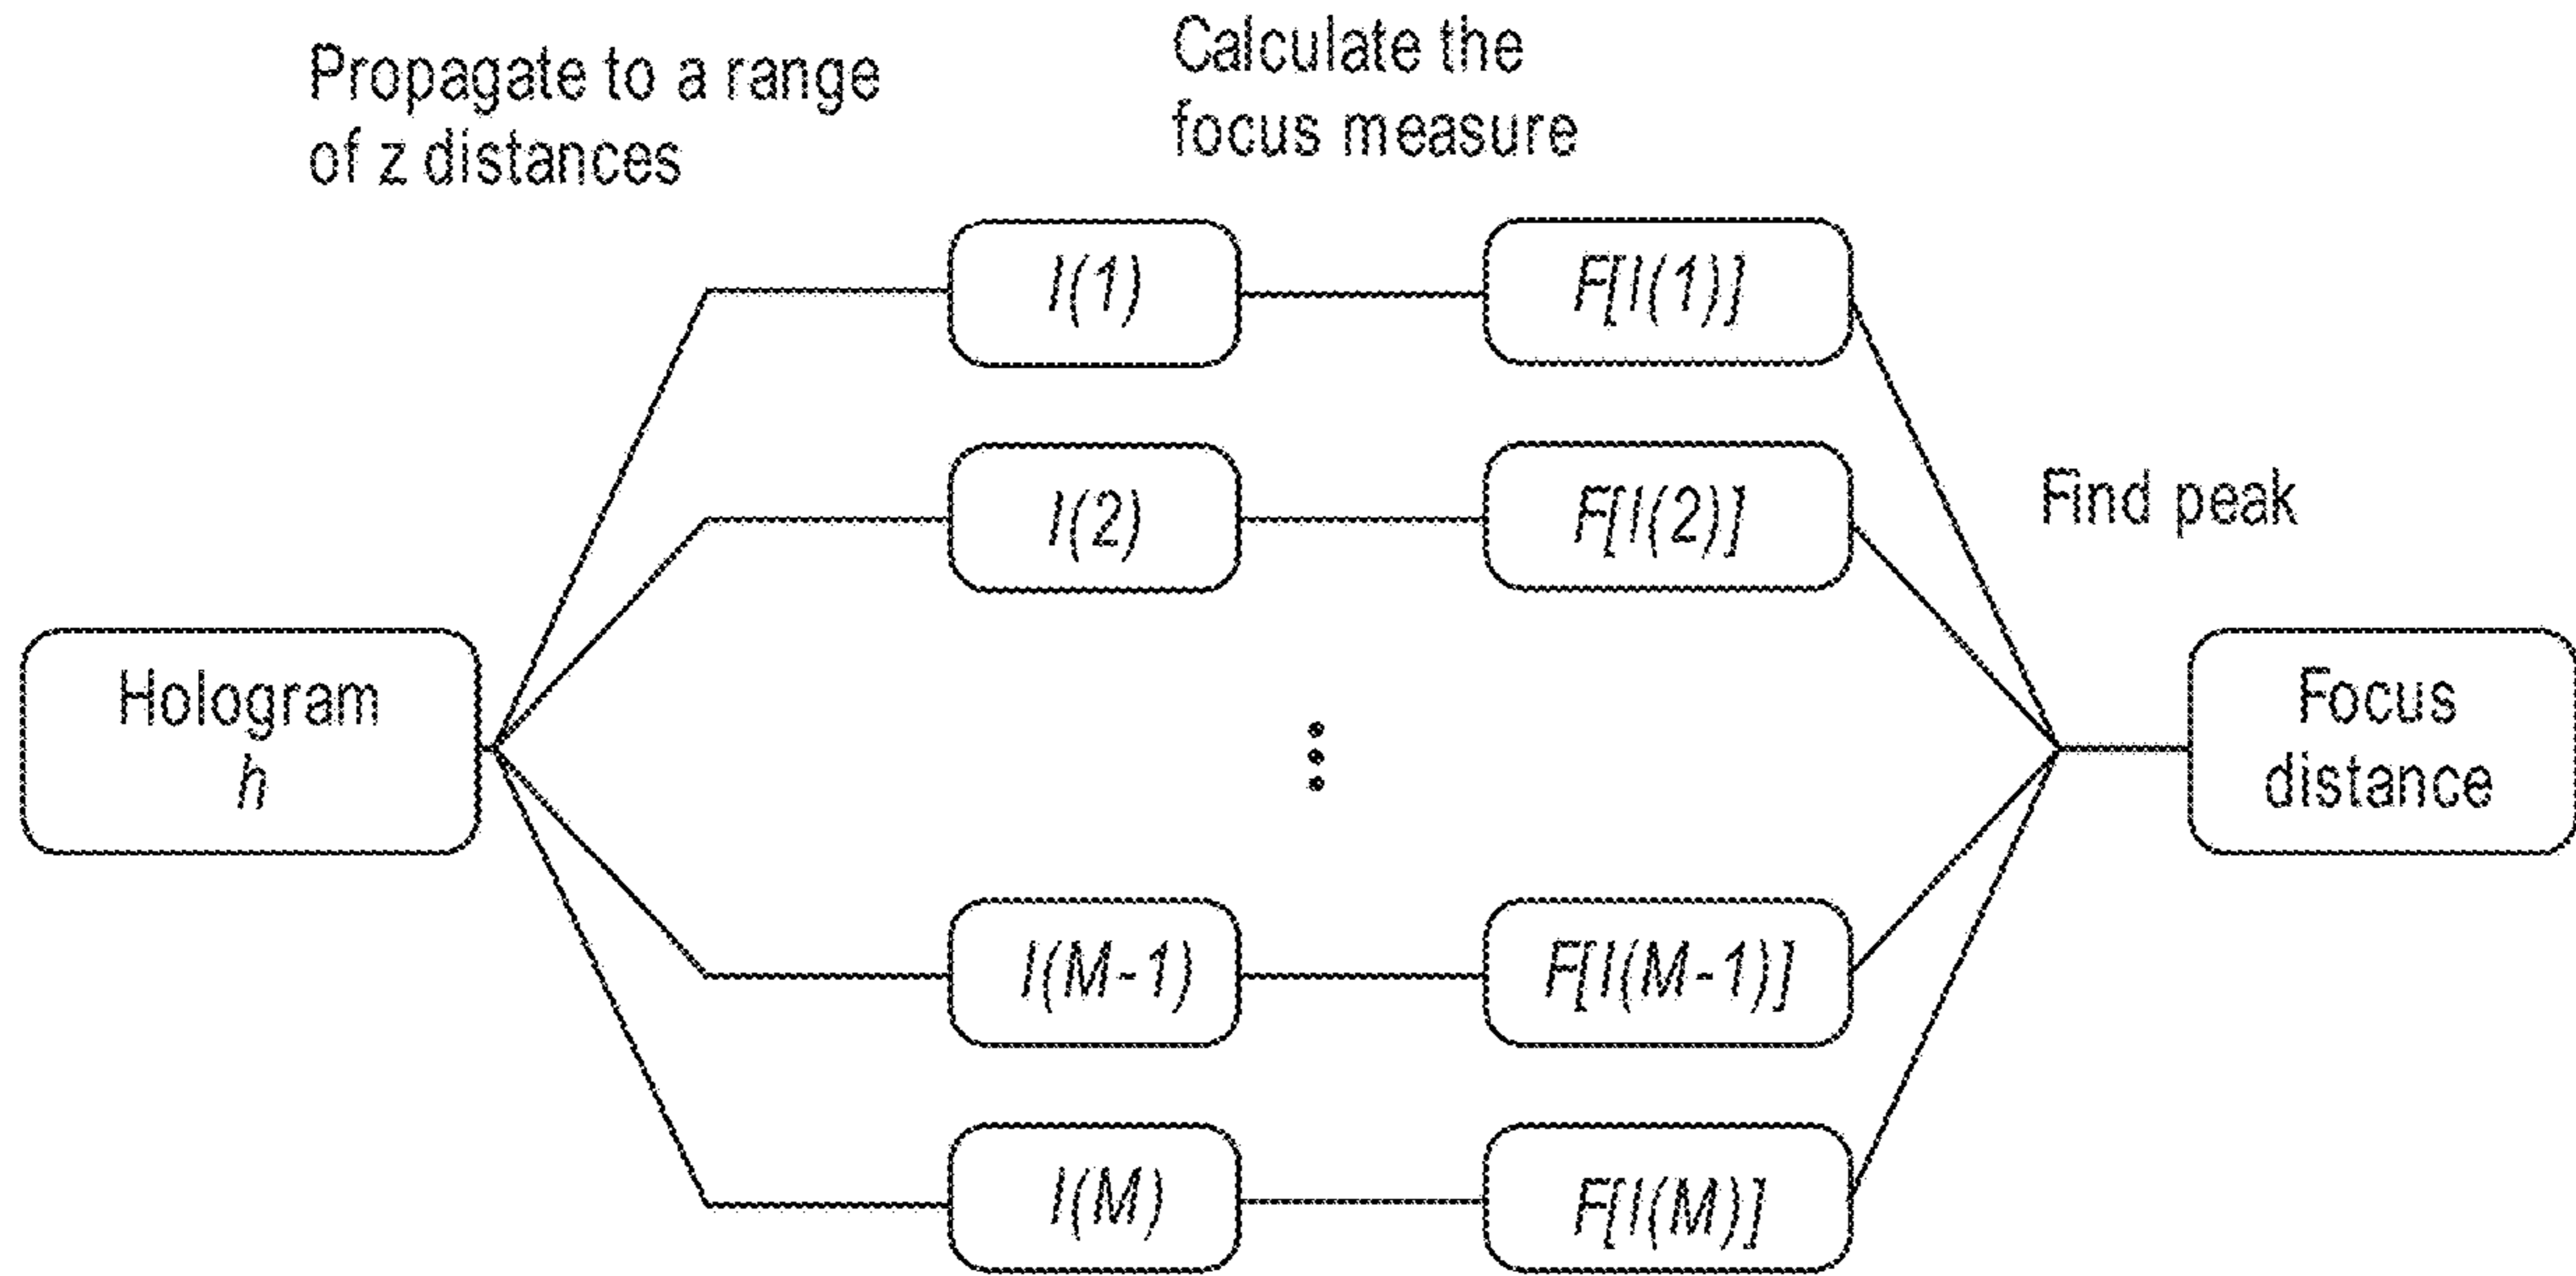 Propagate to a range
of z distances
Calculate the
focus measure
I(1)
F[I(1)]
I(2)
F[I(2)]
Find peak
Hologram
h
Focus
distance
I(M-1)
F[I(M-1)]
I(M)
F[I(M)]